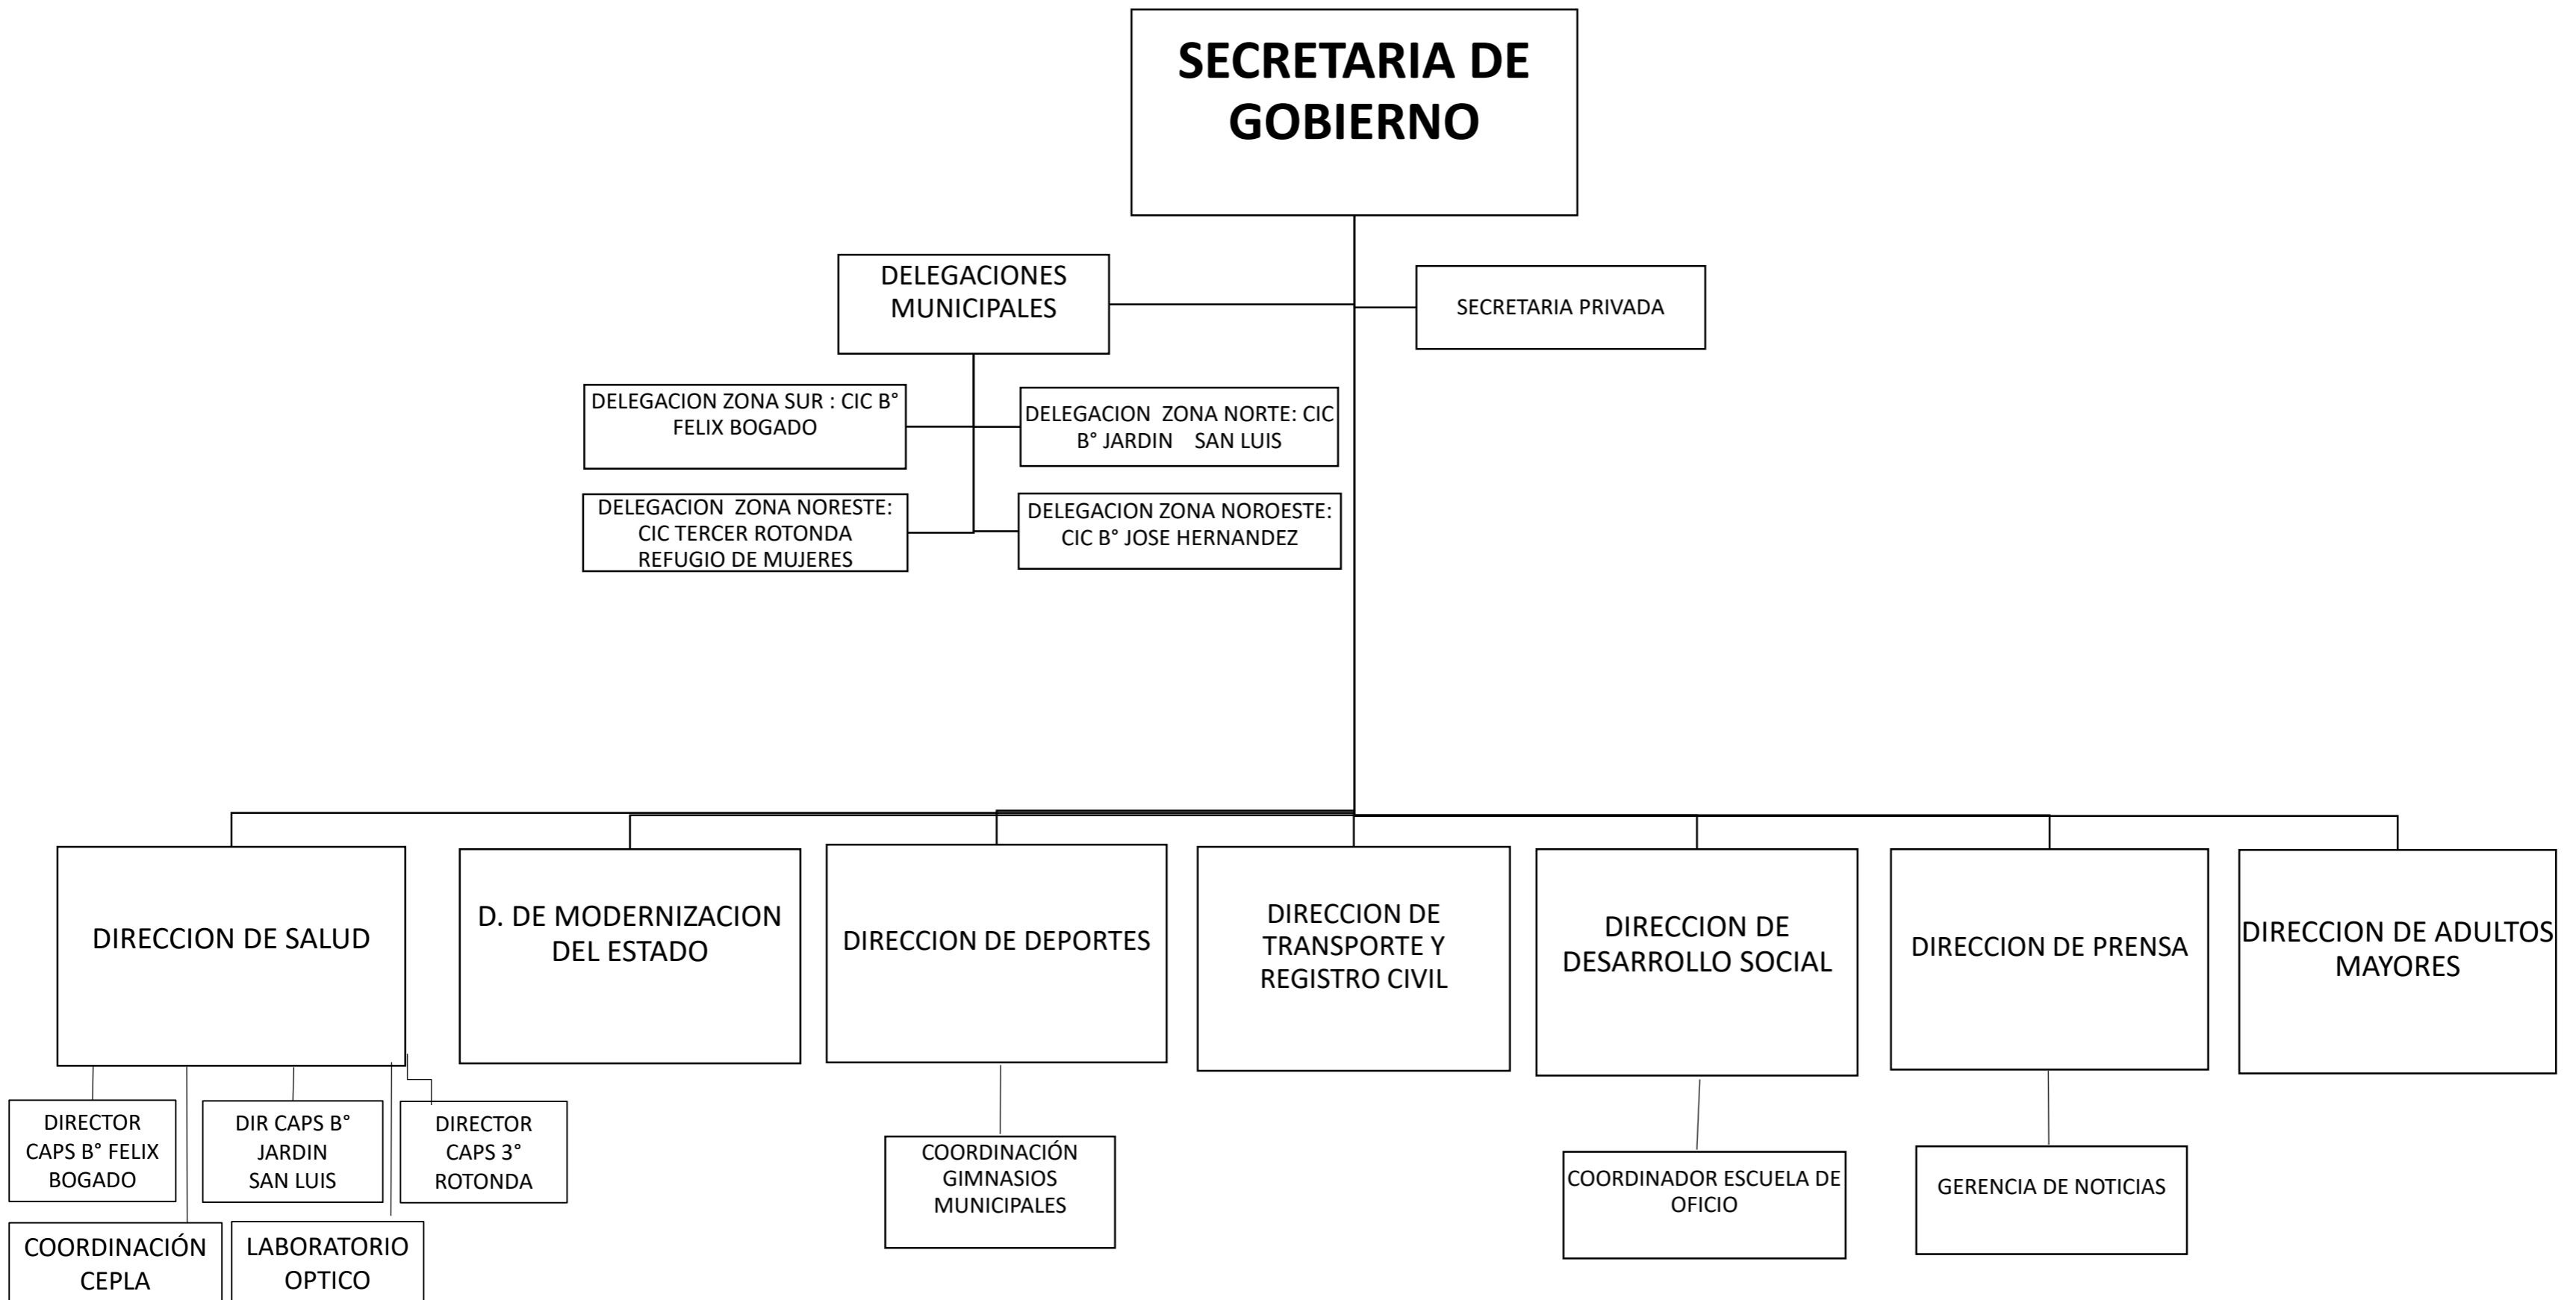 SECRETARIA DE
GOBIERNO
DELEGACIONES
MUNICIPALES
SECRETARIA PRIVADA
DELEGACION ZONA SUR : CIC B°
FELIX BOGADO
DELEGACION  ZONA NORTE: CIC
B° JARDIN    SAN LUIS
DELEGACION  ZONA NORESTE:
CIC TERCER ROTONDA
REFUGIO DE MUJERES
DELEGACION ZONA NOROESTE:
CIC B° JOSE HERNANDEZ
DIRECCION DE SALUD
D. DE MODERNIZACION
DEL ESTADO
DIRECCION DE DEPORTES
DIRECCION DE
TRANSPORTE Y
REGISTRO CIVIL
DIRECCION DE
DESARROLLO SOCIAL
DIRECCION DE PRENSA
DIRECCION DE ADULTOS
MAYORES
DIRECTOR
CAPS B° FELIX
BOGADO
DIR CAPS B°
JARDIN
SAN LUIS
DIRECTOR
CAPS 3°
ROTONDA
COORDINACIÓN
CEPLA
LABORATORIO
OPTICO
COORDINACIÓN
GIMNASIOS
MUNICIPALES
COORDINADOR ESCUELA DE
OFICIO
GERENCIA DE NOTICIAS